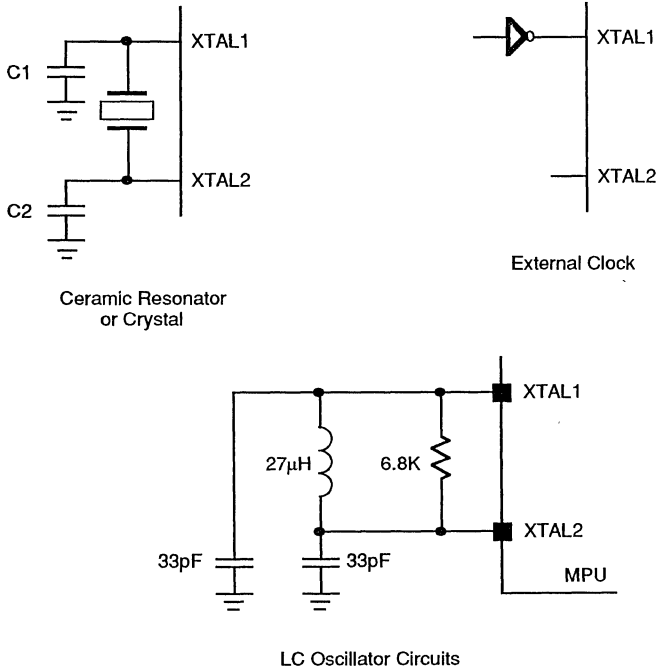 XTAL1
C1
XTAL2
C2
Ceramic Resonator
or Crystal
XTAL1
XTAL2
External Clock
XTAL1
27µH
6.8K
XTAL2
33pF
33pF
MPU
LC Oscillator Circuits